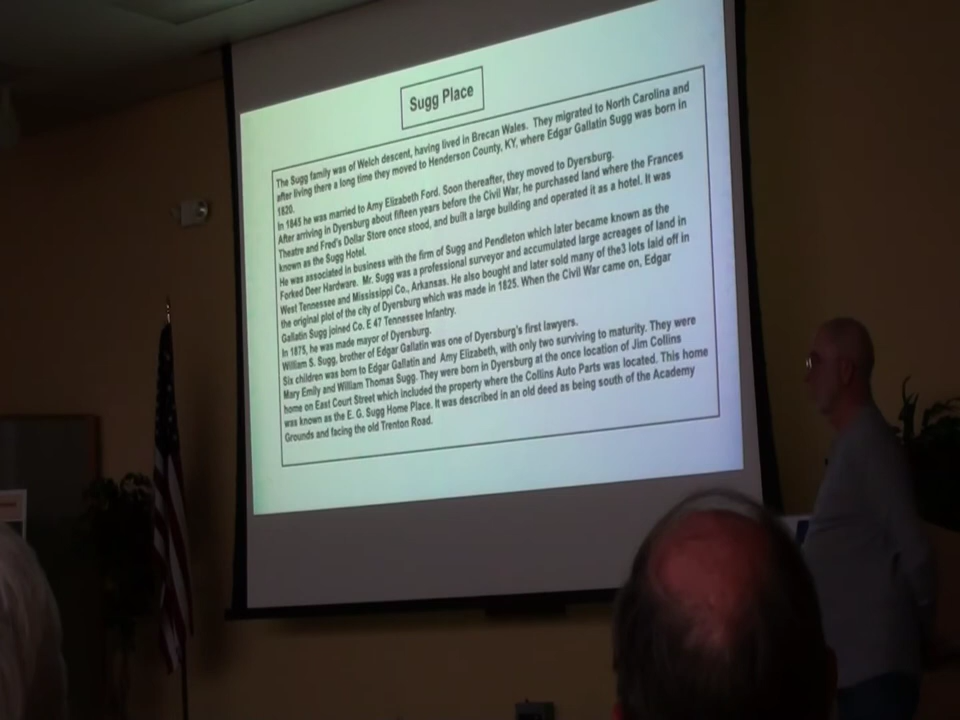 Sugg Place
The Sugg family was of Welch descent, having lived in Brecan Wales. They migrated to North Carolina and
after living there a long time they moved to Henderson County, KY, where Edgar Gallatin Sugg was born in
1820.
In 1845 he was married to Amy Elizabeth Ford. Soon thereafter, they moved to Dyersburg.
After arriving in Dyersburg about fifteen years before the Civil War, he purchased land where the Frances
Theatre and Fred's Dollar Store once stood, and built a large building and operated it as a hotel. It was
known as the Sugg Hotel.
He was associated in business with the firm of Sugg and Pendleton which later became known as the
Forked Deer Hardware. Mr. Sugg was a professional surveyor and accumulated large acreages of land in
West Tennessee and Mississippi Co., Arkansas. He also bought and later sold many of the3 lots laid off in
the original plot of the city of Dyersburg which was made in 1825. When the Civil War came on, Edgar
Gallatin Sugg joined Co. E 47 Tennessee Infantry.
In 1875, he was made mayor of Dyersburg.
William S. Sugg, brother of Edgar Gallatin was one of Dyersburg's first lawyers.
Six children was born to Edgar Gallatin and Amy Elizabeth, with only two surviving to maturity. They were
Mary Emily and William Thomas Sugg. They were born in Dyersburg at the once location of Jim Collins
home on East Court Street which included the property where the Collins Auto Parts was located. This home
was known as the E. G. Sugg Home Place. It was described in an old deed as being south of the Academy
Grounds and facing the old Trenton Road.